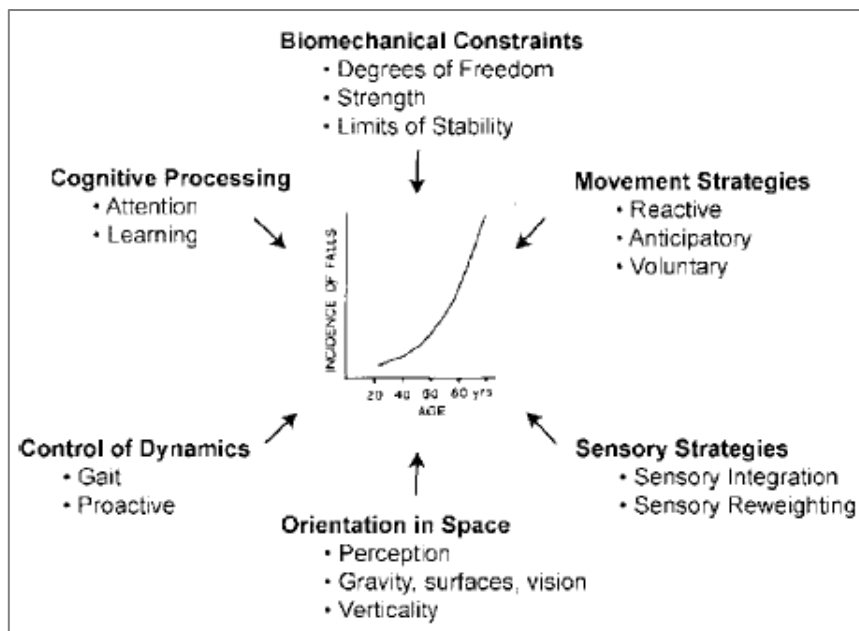 Biomechanical Constraints
• Degrees of Freedom
• Strength
• Limits of Stability
Cognitive Processing
• Attention
• Learning
Movement Strategies
• Reactive
• Anticipatory
• Voluntary
INCIDENCE OF FALLS
20 40 60 80 yrs
AGE
Control of Dynamics
• Gait
• Proactive
Sensory Strategies
• Sensory Integration
• Sensory Reweighting
Orientation in Space
• Perception
• Gravity, surfaces, vision
• Verticality